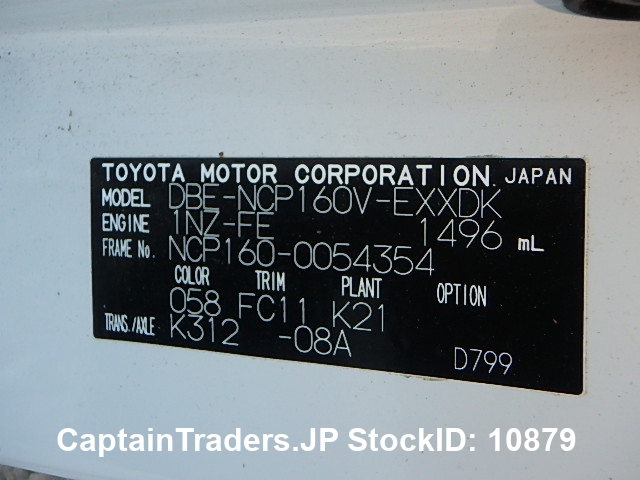 TOYOTA MOTOR CORPORATION JAPAN
MODEL DBE-NCP160V-EXXDK
ENGINE 1NZ-FE 1496 mL
FRAME No. NCP160-0054354
COLOR TRIM PLANT OPTION
058 FC11 K21
TRANS./AXLE K312 -08A
D799
CaptainTraders.JP StockID: 10879